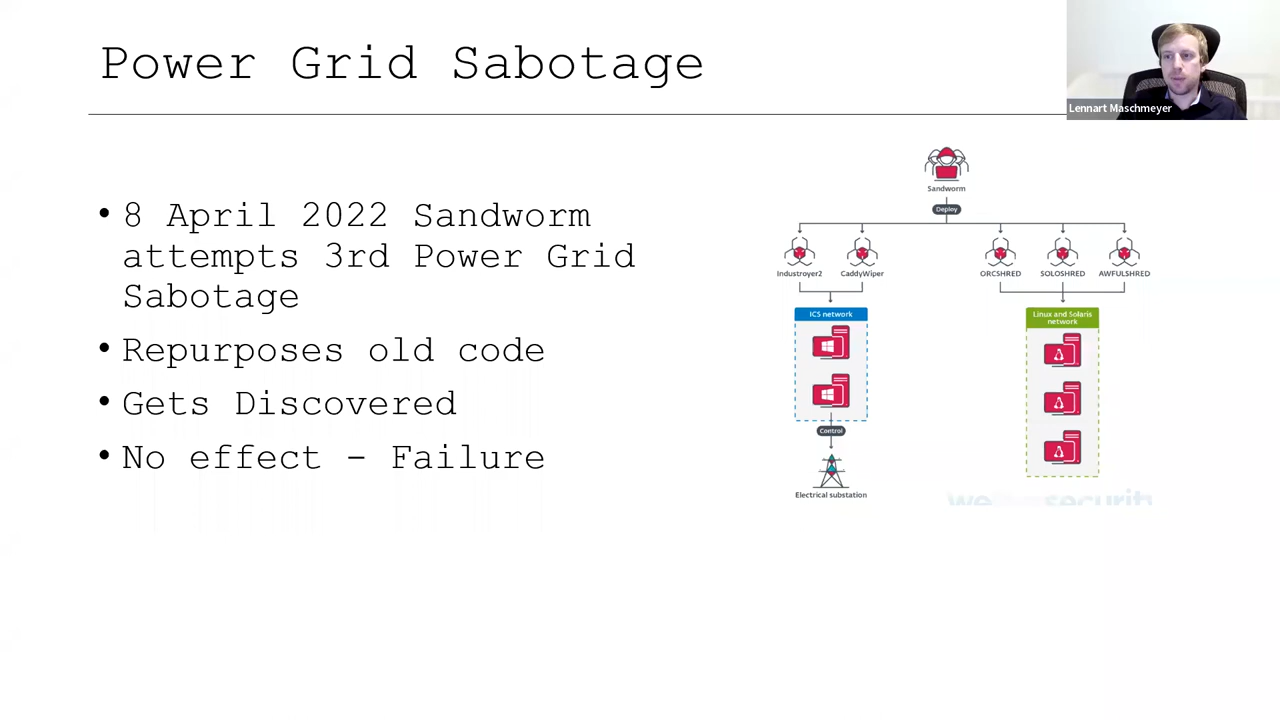 Power Grid Sabotage
Lennart Maschmeyer
• 8 April 2022 Sandworm
attempts 3rd Power Grid
Sabotage
• Repurposes old code
• Gets Discovered
• No effect – Failure
Sandworm
Deploy
Industroyer2
CaddyWiper
ORCSHRED
SOLOSHRED
AWFULSHRED
ICS network
Linux and Solaris
network
Control
Electrical substation